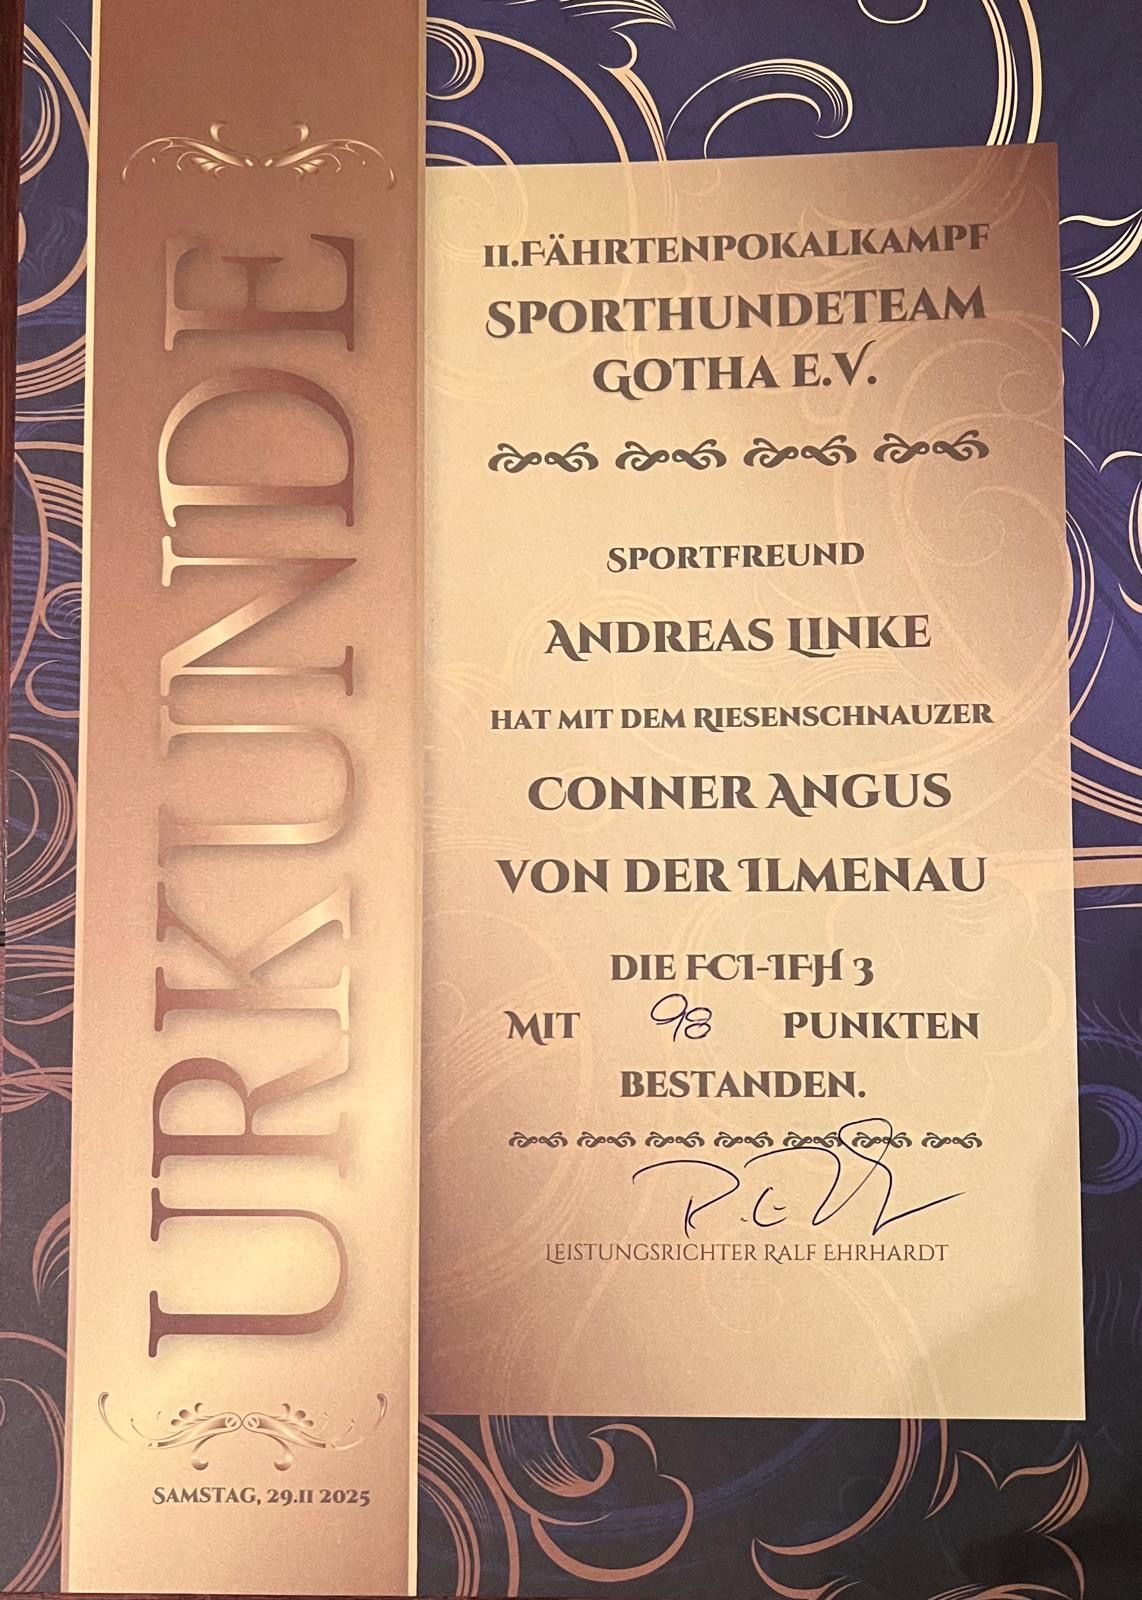 URKUNDE
11.Fährtenpokalkampf
Sporthundeteam
Gotha e.V.
Sportfreund
Andreas Linke
hat mit dem Riesenschnauzer
Conner Angus
von der Ilmenau
die FCI-IFH 3
Mit 98 Punkten
bestanden.
Leistungsrichter Ralf Ehrhardt
Samstag, 29.11 2025